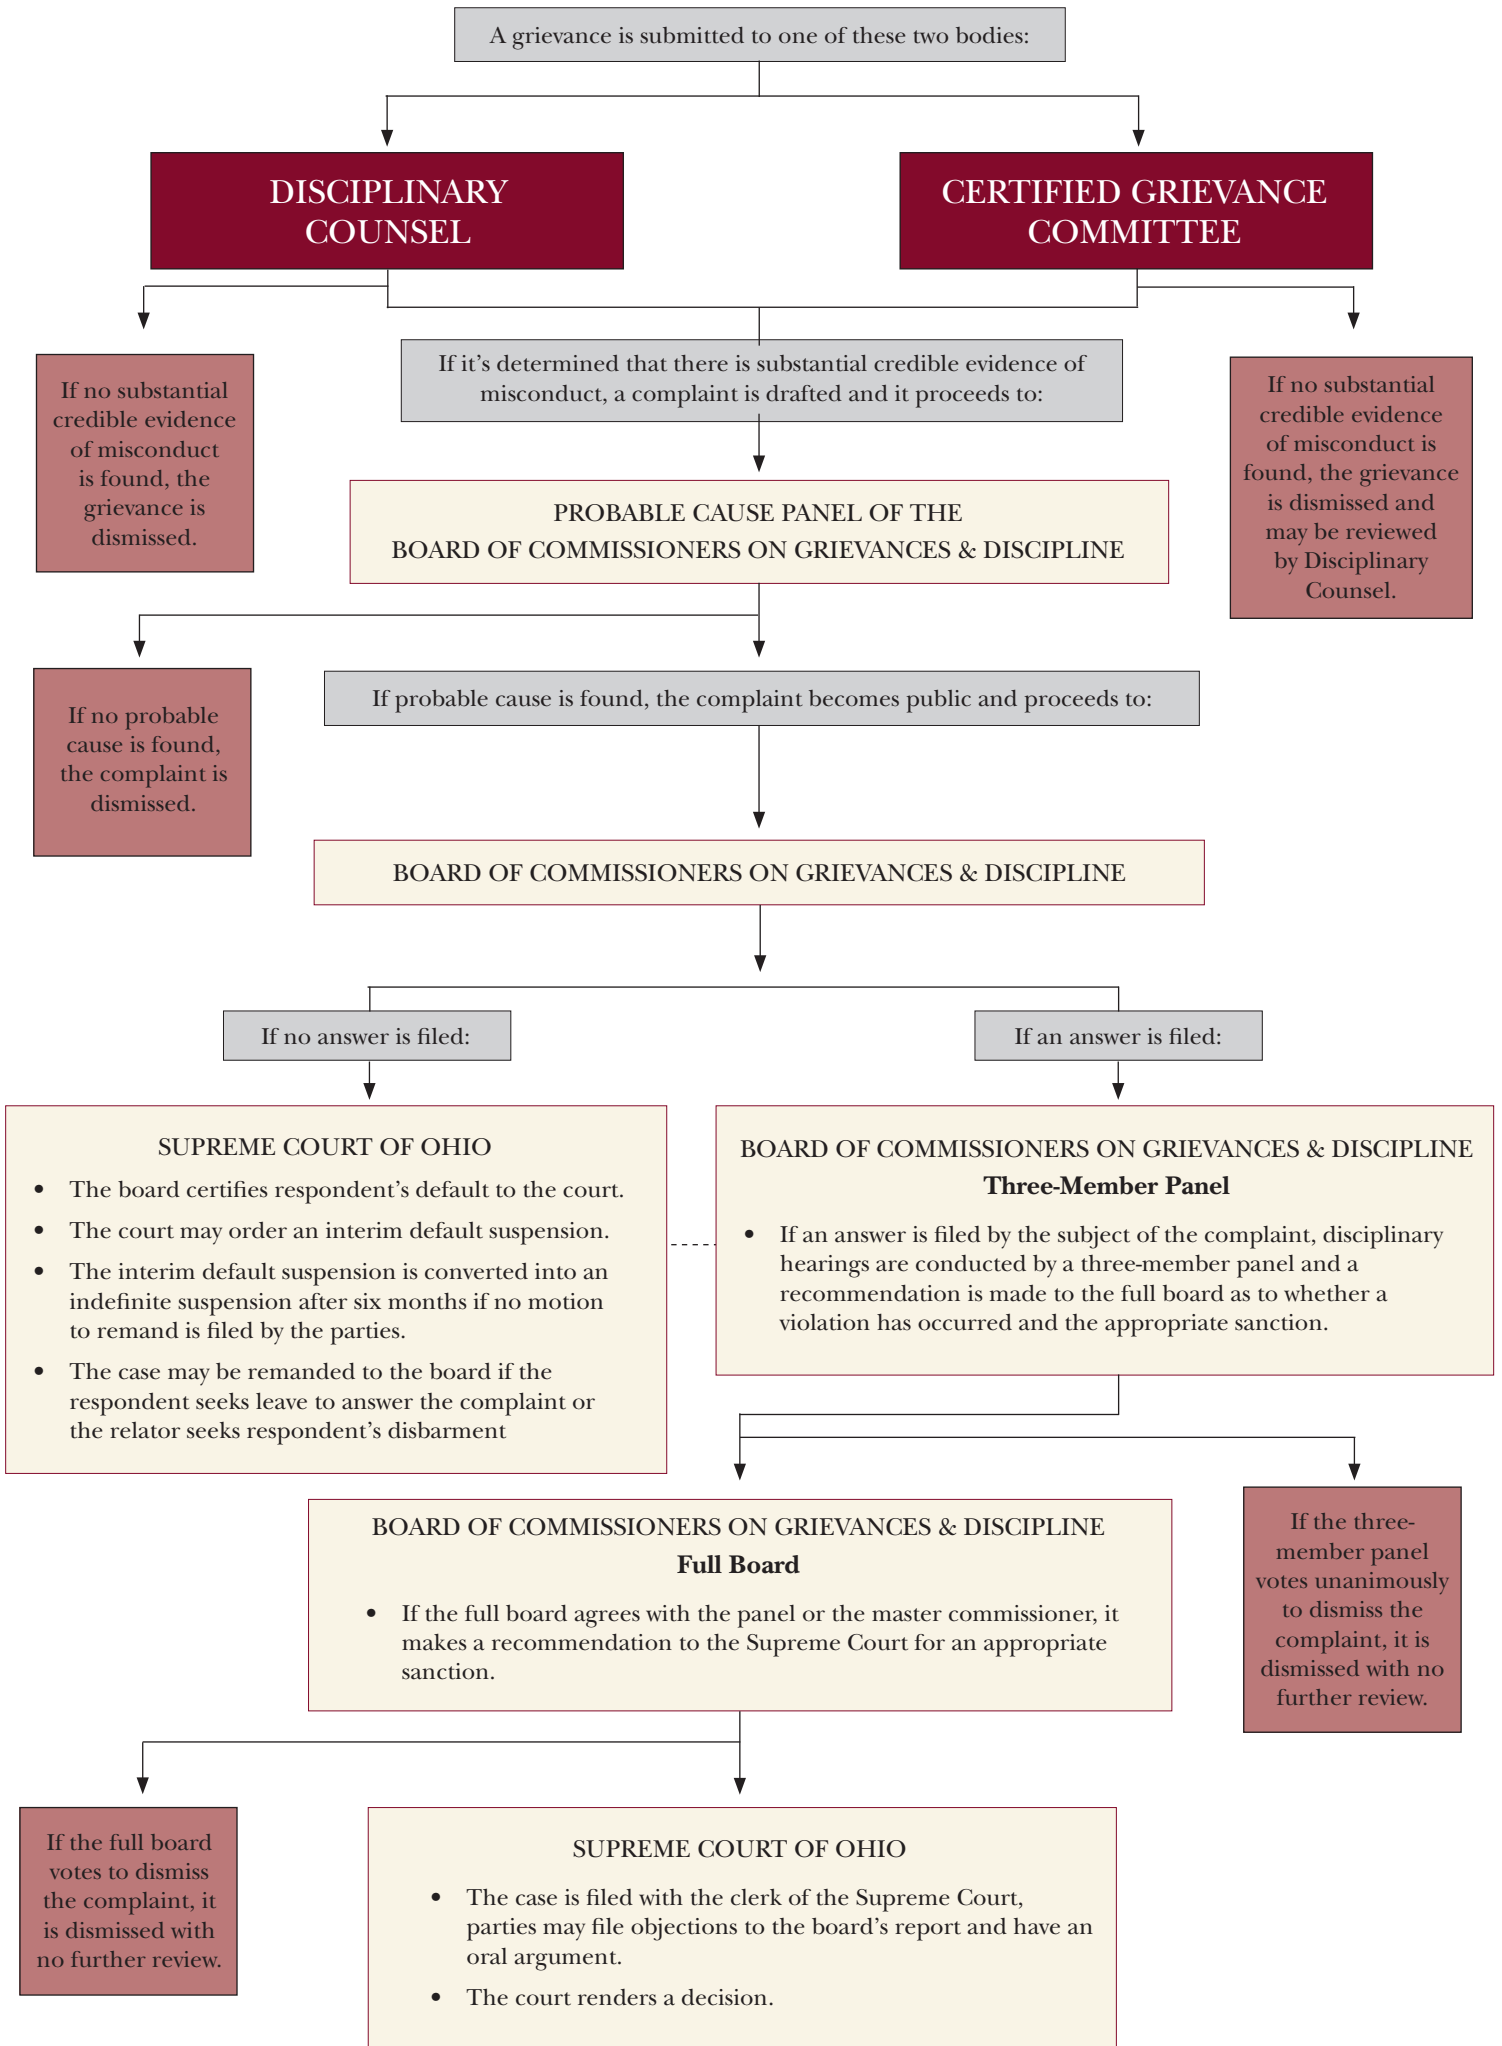 A grievance is submitted to one of these two bodies:
DISCIPLINARY
COUNSEL
CERTIFIED GRIEVANCE
COMMITTEE
If no substantial
credible evidence
of misconduct
is found, the
grievance is
dismissed.
If it’s determined that there is substantial credible evidence of
misconduct, a complaint is drafted and it proceeds to:
If no substantial
credible evidence
of misconduct is
found, the grievance
is dismissed and
may be reviewed
by Disciplinary
Counsel.
PROBABLE CAUSE PANEL OF THE
BOARD OF COMMISSIONERS ON GRIEVANCES & DISCIPLINE
If no probable
cause is found,
the complaint is
dismissed.
If probable cause is found, the complaint becomes public and proceeds to:
BOARD OF COMMISSIONERS ON GRIEVANCES & DISCIPLINE
If no answer is filed:
If an answer is filed:
SUPREME COURT OF OHIO
• The board certifies respondent’s default to the court.
• The court may order an interim default suspension.
• The interim default suspension is converted into an
indefinite suspension after six months if no motion
to remand is filed by the parties.
• The case may be remanded to the board if the
respondent seeks leave to answer the complaint or
the relator seeks respondent’s disbarment
BOARD OF COMMISSIONERS ON GRIEVANCES & DISCIPLINE
Three-Member Panel
• If an answer is filed by the subject of the complaint, disciplinary
hearings are conducted by a three-member panel and a
recommendation is made to the full board as to whether a
violation has occurred and the appropriate sanction.
BOARD OF COMMISSIONERS ON GRIEVANCES & DISCIPLINE
Full Board
• If the full board agrees with the panel or the master commissioner, it
makes a recommendation to the Supreme Court for an appropriate
sanction.
If the three-
member panel
votes unanimously
to dismiss the
complaint, it is
dismissed with no
further review.
If the full board
votes to dismiss
the complaint, it
is dismissed with
no further review.
SUPREME COURT OF OHIO
• The case is filed with the clerk of the Supreme Court,
parties may file objections to the board’s report and have an
oral argument.
• The court renders a decision.